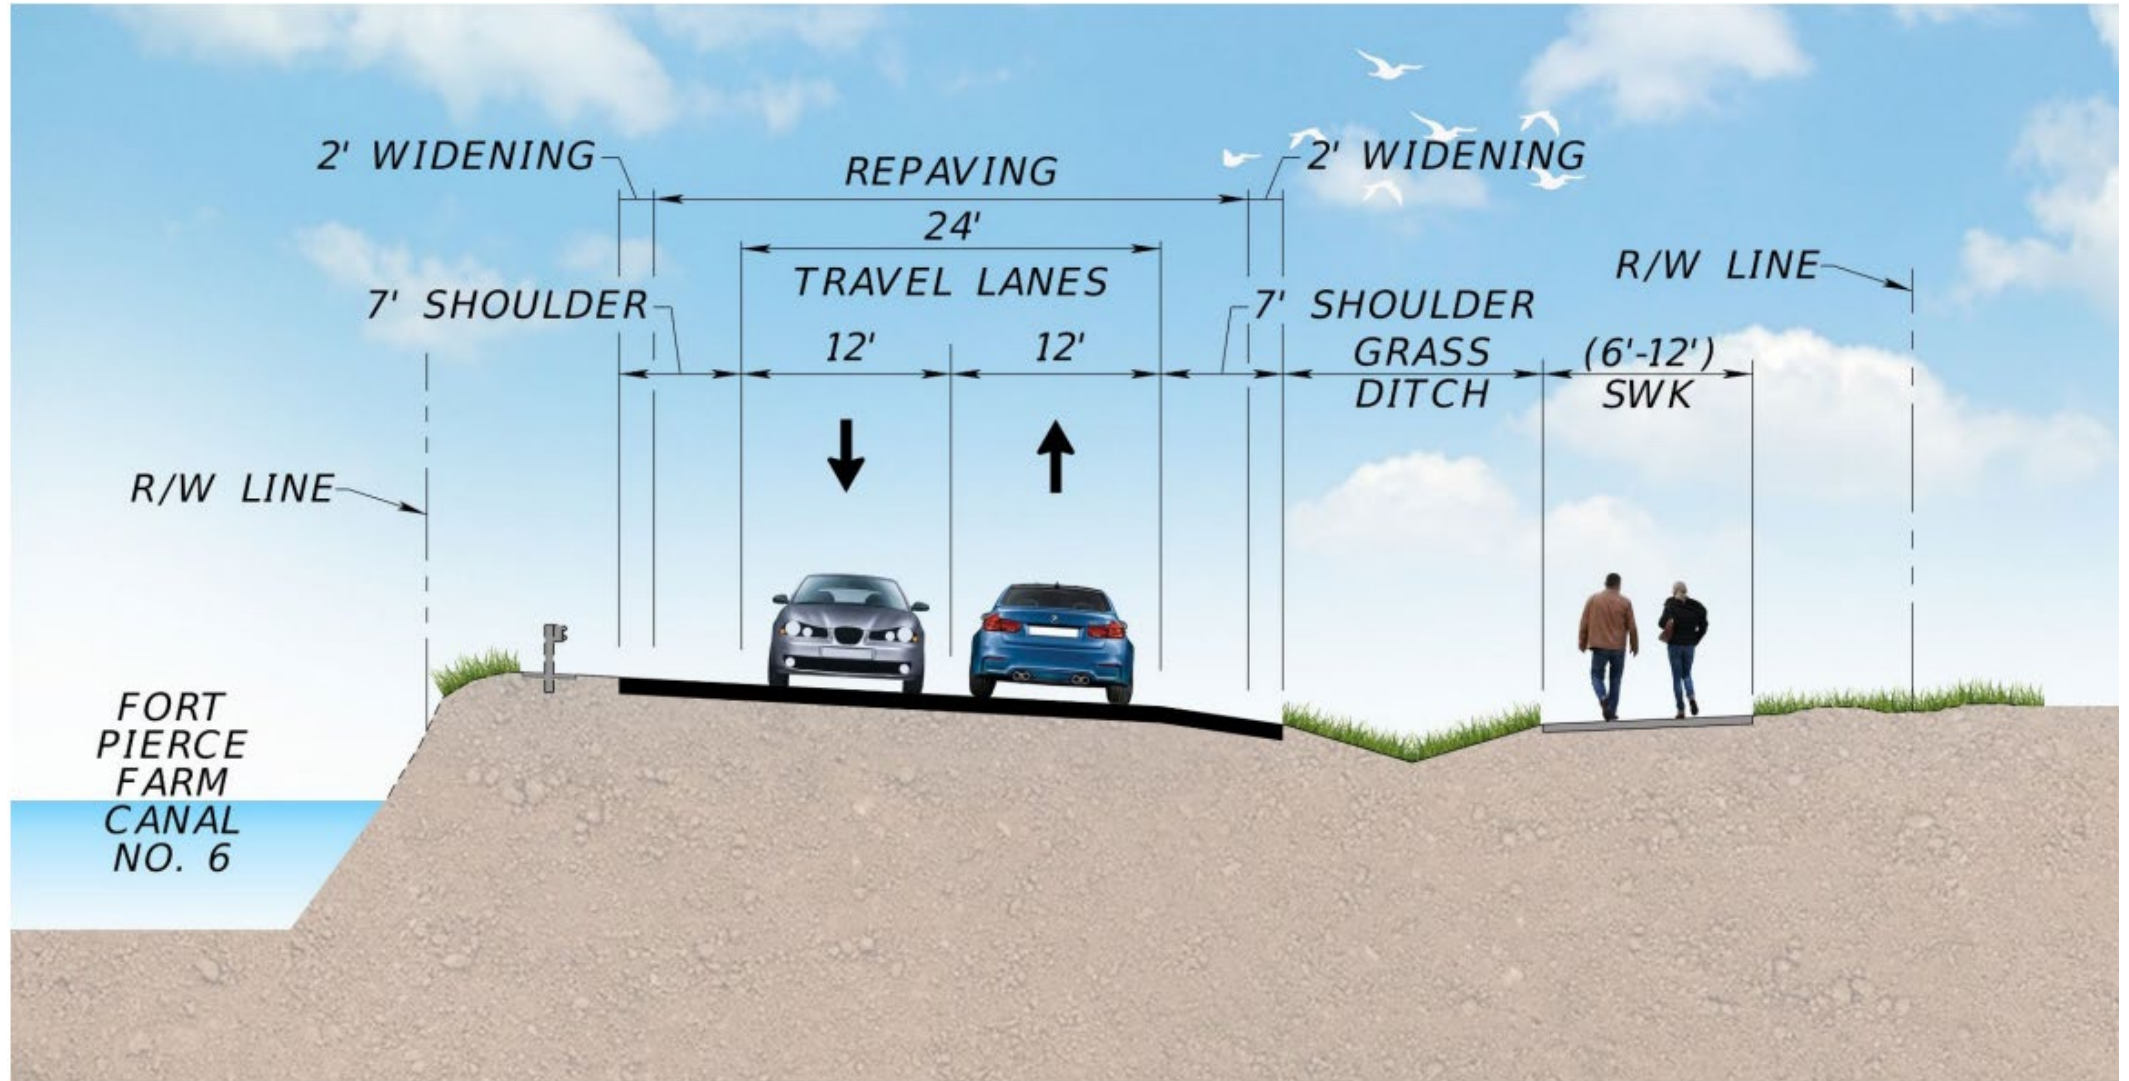 2' WIDENING
REPAVING
2' WIDENING
24'
TRAVEL LANES
R/W LINE
7' SHOULDER
7' SHOULDER
12'
12'
GRASS
DITCH
(6'-12')
SWK
R/W LINE
FORT
PIERCE
FARM
CANAL
NO. 6